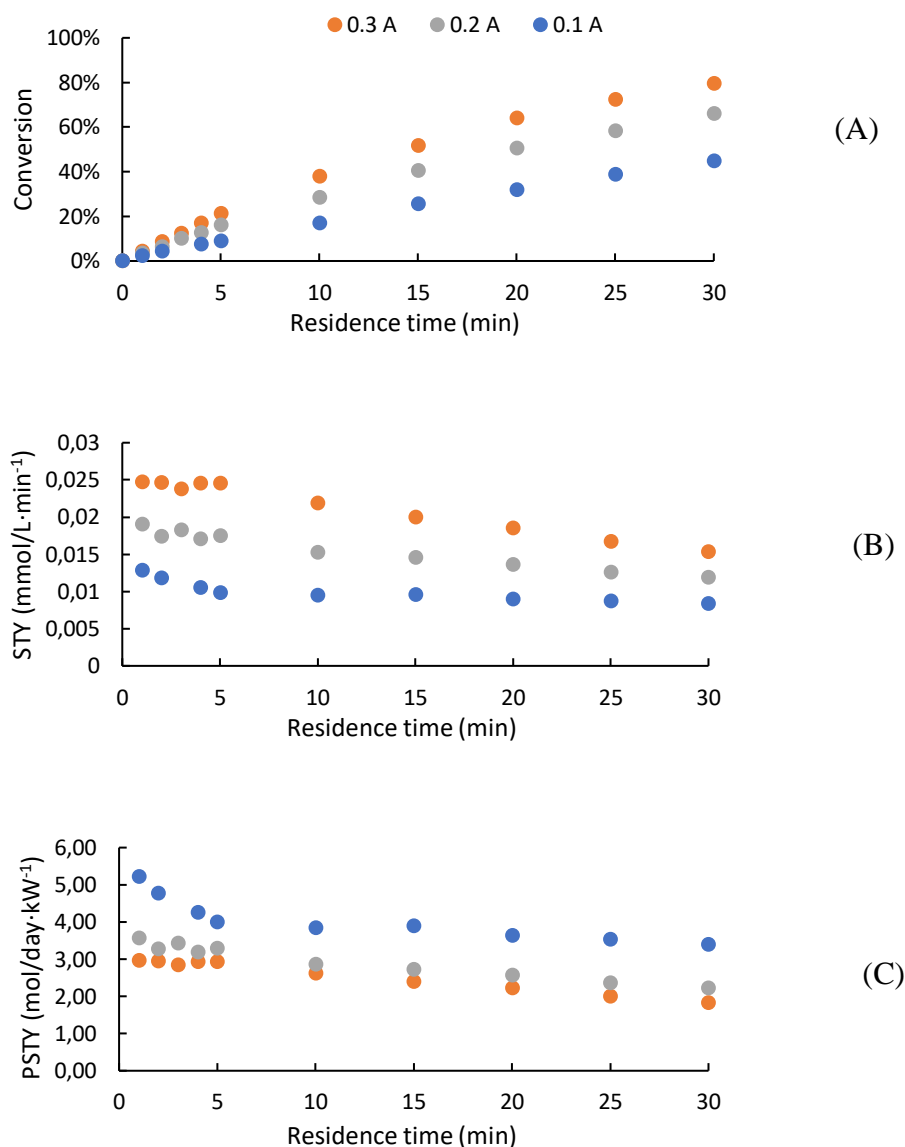 0.3 A 0.2 A 0.1 A
100%
80%
60%
40%
20%
0%
Conversion
0 5 10 15 20 25 30
Residence time (min)
(A)
0,03
0,025
0,02
0,015
0,01
0,005
0
STY (mmol/L·min⁻¹)
0 5 10 15 20 25 30
Residence time (min)
(B)
6,00
5,00
4,00
3,00
2,00
1,00
0,00
PSTY (mol/day·kW⁻¹)
0 5 10 15 20 25 30
Residence time (min)
(C)